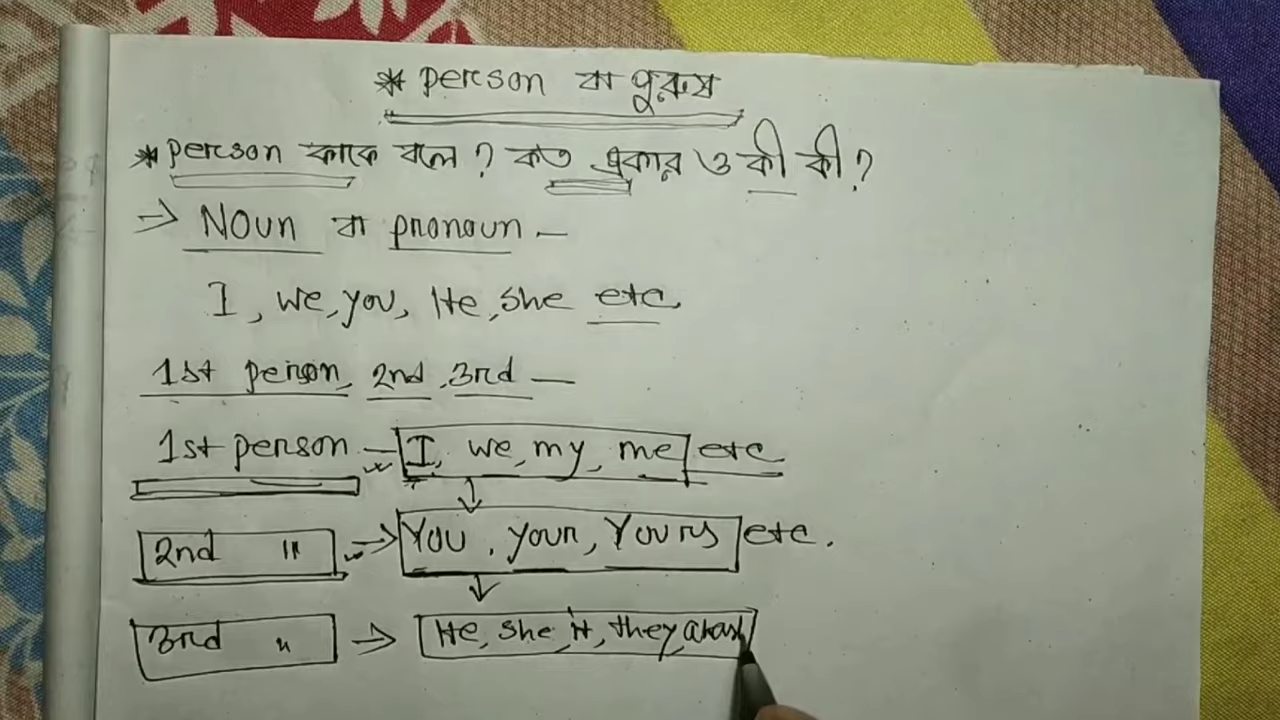 * person বা পুরুষ
* person কাকে বলে ? কত প্রকার ও কী কী ?
→ Noun বা pronoun —
I, we, you, He, she etc.
1st person, 2nd, 3rd —
1st person — I, we, my, me etc
2nd " → You, your, Yours etc.
3rd " → He, she, it, they, akash